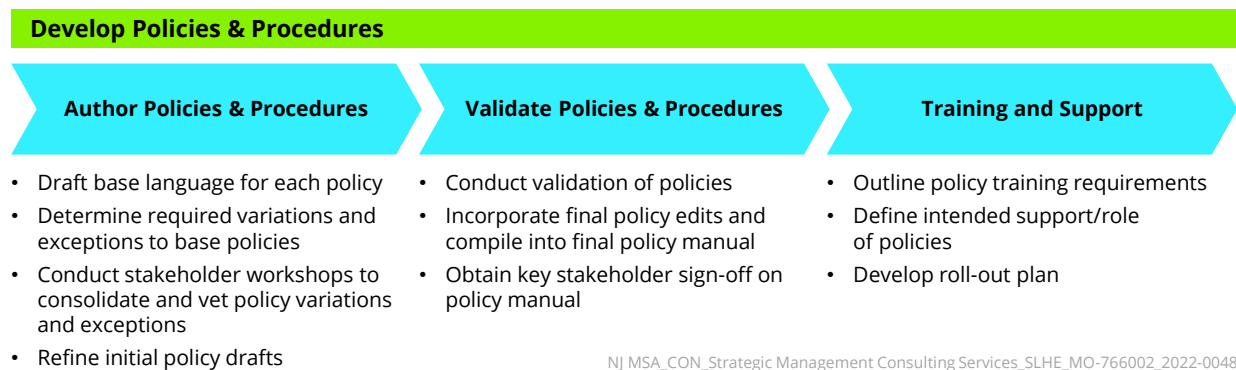 Develop Policies & Procedures
Author Policies & Procedures
Validate Policies & Procedures
Training and Support
• Draft base language for each policy
• Determine required variations and
exceptions to base policies
• Conduct stakeholder workshops to
consolidate and vet policy variations
and exceptions
• Refine initial policy drafts
• Conduct validation of policies
• Incorporate final policy edits and
compile into final policy manual
• Obtain key stakeholder sign-off on
policy manual
• Outline policy training requirements
• Define intended support/role
of policies
• Develop roll-out plan
NJ MSA_CON_Strategic Management Consulting Services_SLHE_MO-766002_2022-0048